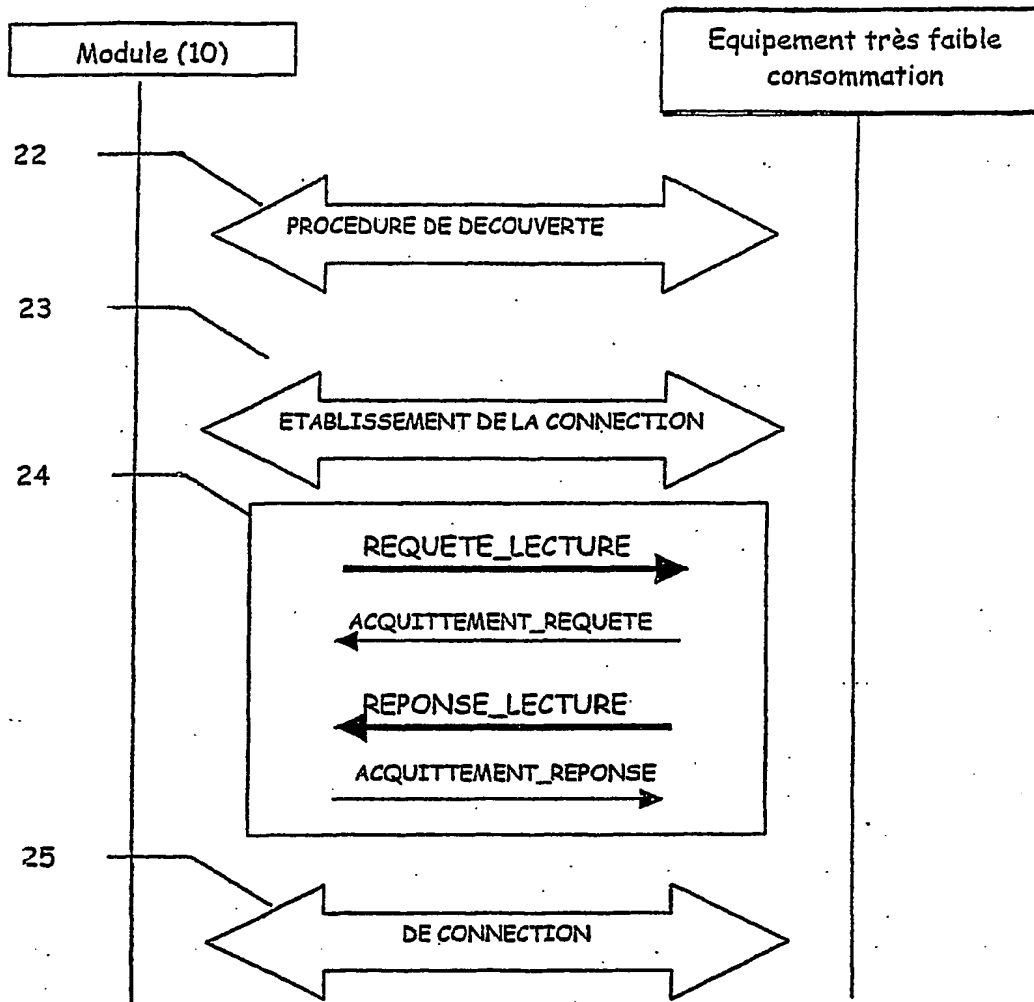 Module (10)
Equipement très faible
consommation
22
PROCEDURE DE DECOUVERTE
23
ETABLISSEMENT DE LA CONNECTION
24
REQUETE_LECTURE
ACQUITTEMENT_REQUETE
REPONSE_LECTURE
ACQUITTEMENT_REPONSE
25
DE CONNECTION